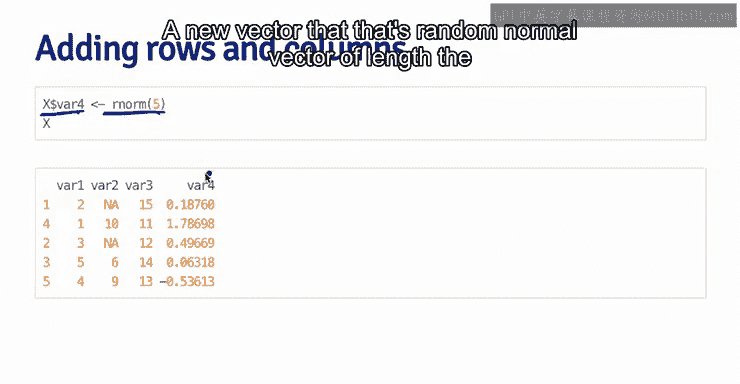 A new vector that that's random normal
vector of length the
Adding rows and columns
X$var4 <- rnorm(5)
X
var1 var2 var3 var4
1 2 NA 15 0.18760
4 1 10 11 1.78698
2 3 NA 12 0.49669
3 5 6 14 0.06318
5 4 9 13 -0.53613